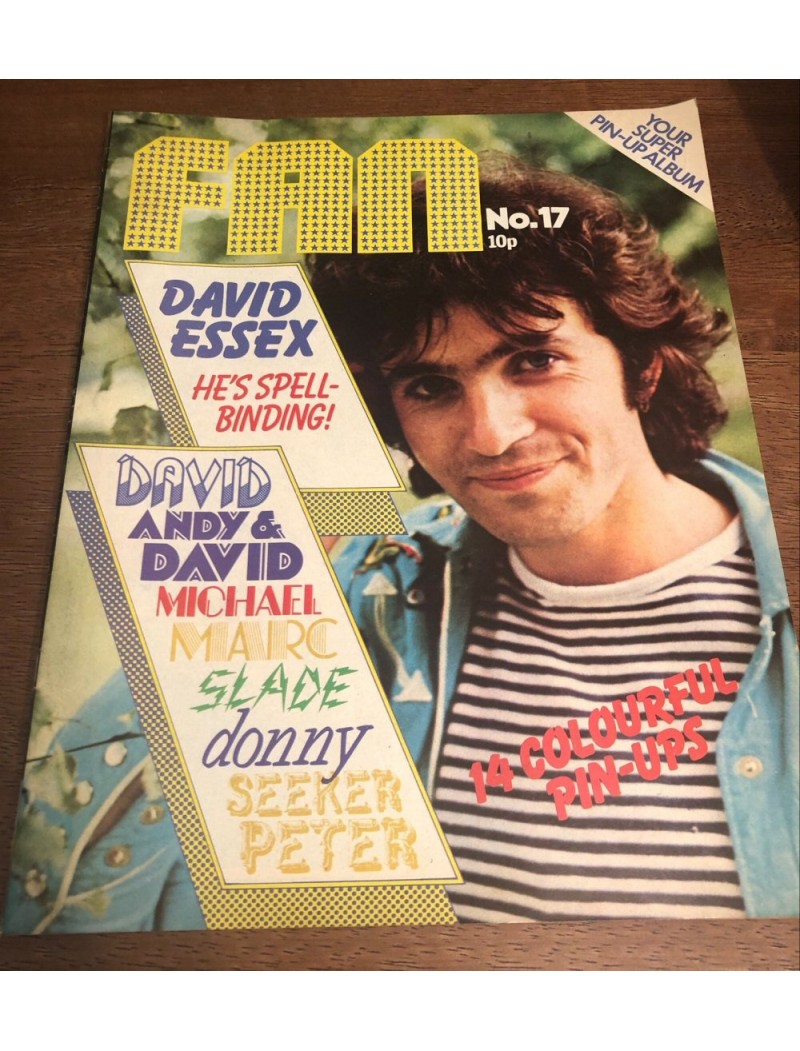 FAN
No.17
10p
YOUR
SUPER
PIN-UP ALBUM
DAVID
ESSEX
HE'S SPELL-
BINDING!
DAVID
ANDY &
DAVID
MICHAEL
MARC
SLADE
donny
SEEKER
PETER
14 COLOURFUL
PIN-UPS